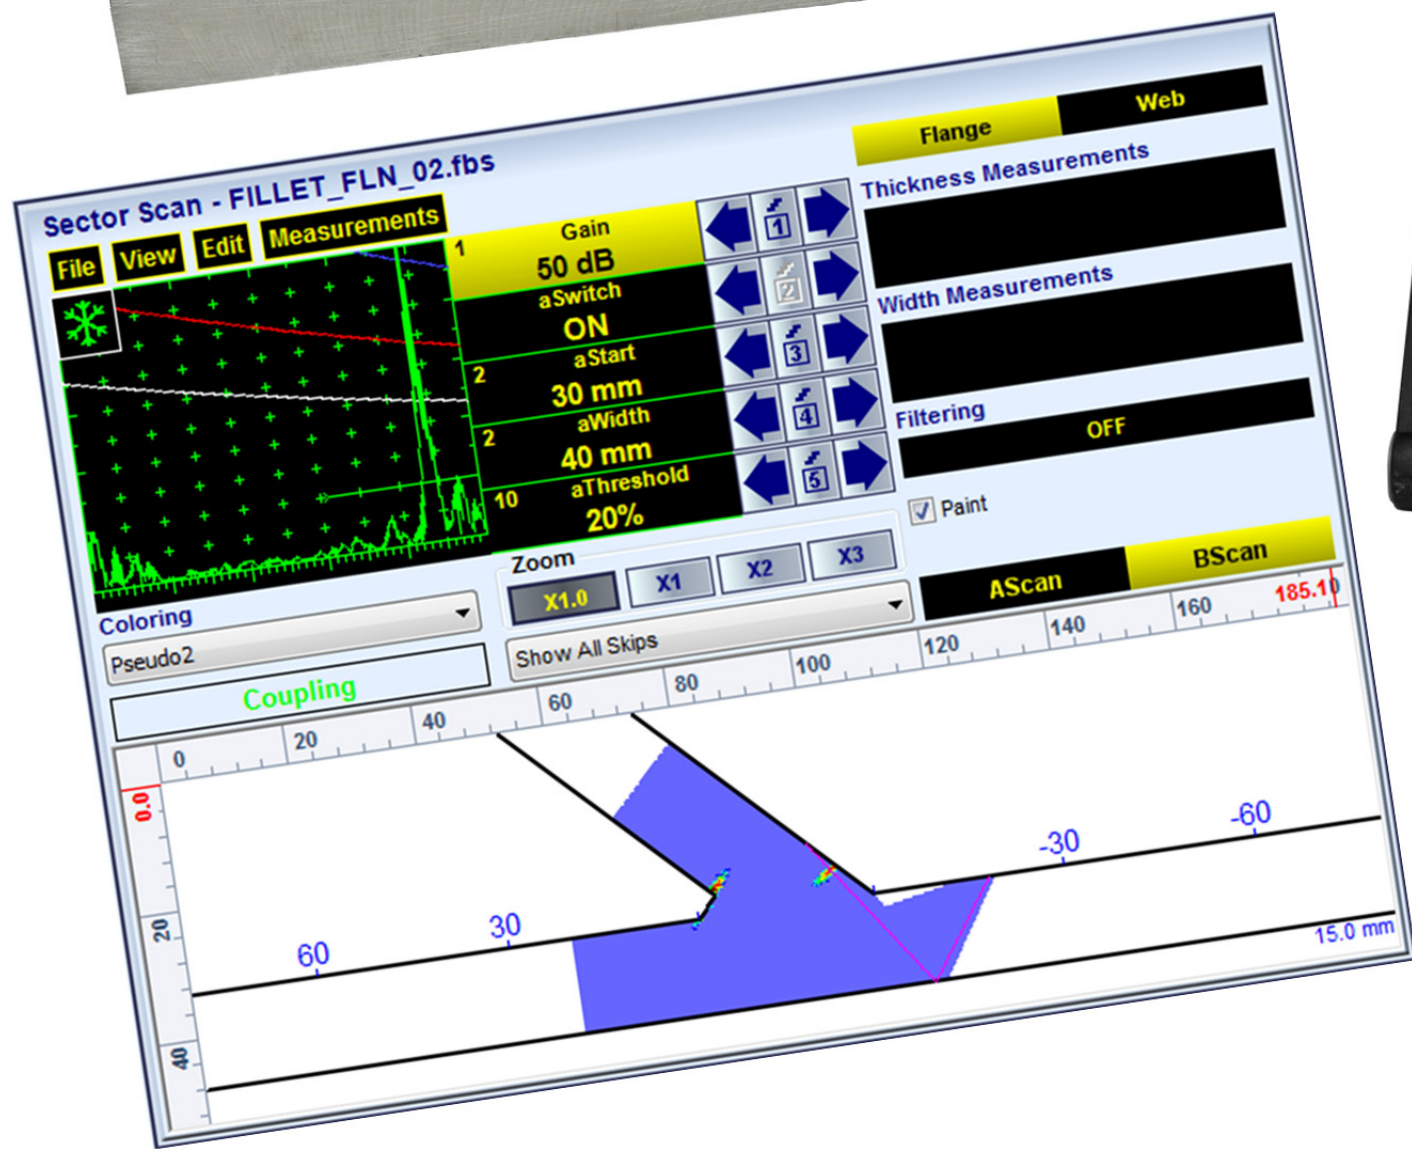 Sector Scan - FILLET_FLN_02.fbs
File View Edit Measurements
1 Gain
50 dB
1
aSwitch
ON
2
2 aStart
30 mm
3
2 aWidth
40 mm
4
10 aThreshold
20%
5
Flange Web
Thickness Measurements
Width Measurements
Filtering
OFF
Paint
Zoom
X1.0 X1 X2 X3
AScan BScan
Coloring
Pseudo2
Show All Skips
Coupling
0 20 40 60 80 100 120 140 160 185.10
0.0
20
40
60 30 -30 -60
15.0 mm